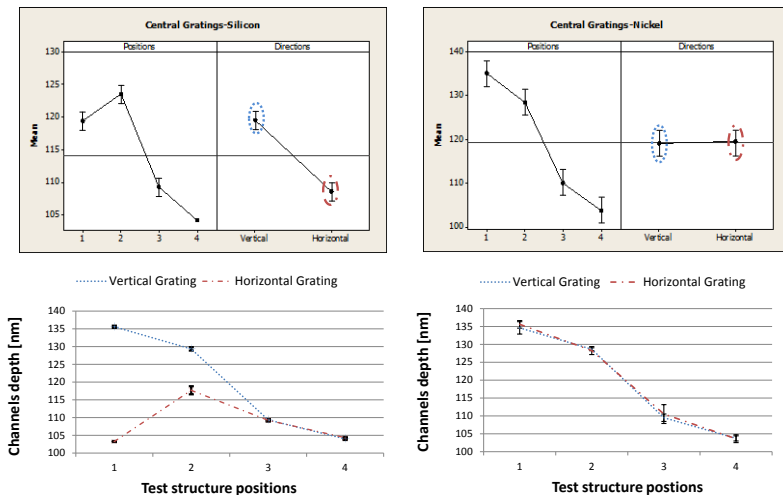 Central Gratings-Silicon
Positions Directions
130
125
120
115
110
105
Mean
1 2 3 4 Vertical Horizontal
Central Gratings-Nickel
Positions Directions
140
130
120
110
100
Mean
1 2 3 4 Vertical Horizontal
Vertical Grating Horizontal Grating
140
135
130
125
120
115
110
105
100
Channels depth [nm]
1 2 3 4
Test structure positions
Vertical Grating Horizontal Grating
140
135
130
125
120
115
110
105
100
Channels depth [nm]
1 2 3 4
Test structure positions